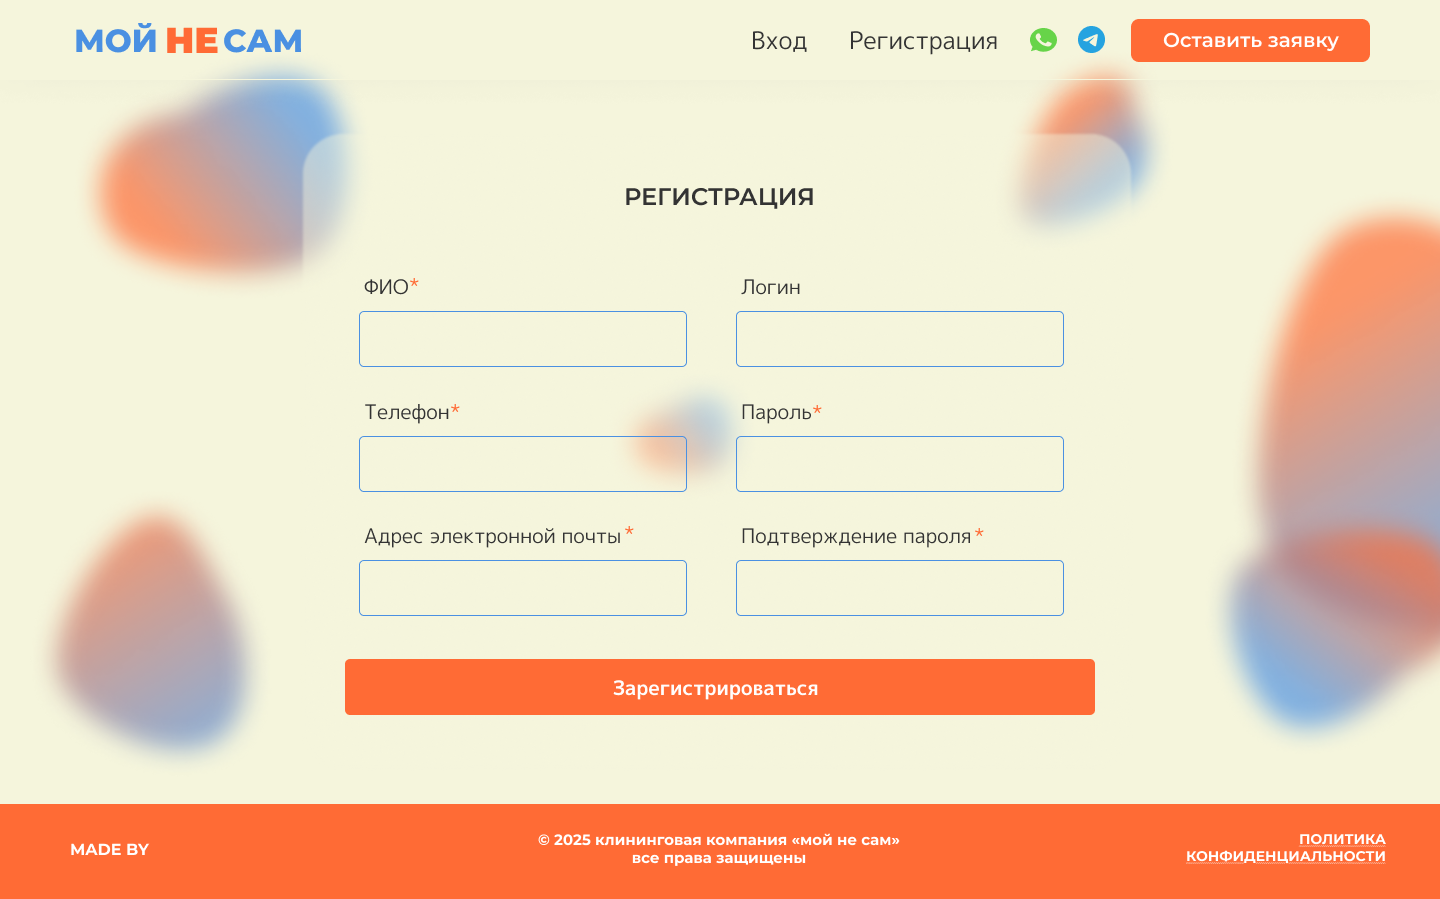 МОЙ НЕ САМ
Вход
Регистрация
Оставить заявку
РЕГИСТРАЦИЯ
ФИО*
Логин
Телефон*
Пароль*
Адрес электронной почты *
Подтверждение пароля *
Зарегистрироваться
MADE BY
© 2025 клининговая компания «мой не сам»
все права защищены
ПОЛИТИКА
КОНФИДЕНЦИАЛЬНОСТИ